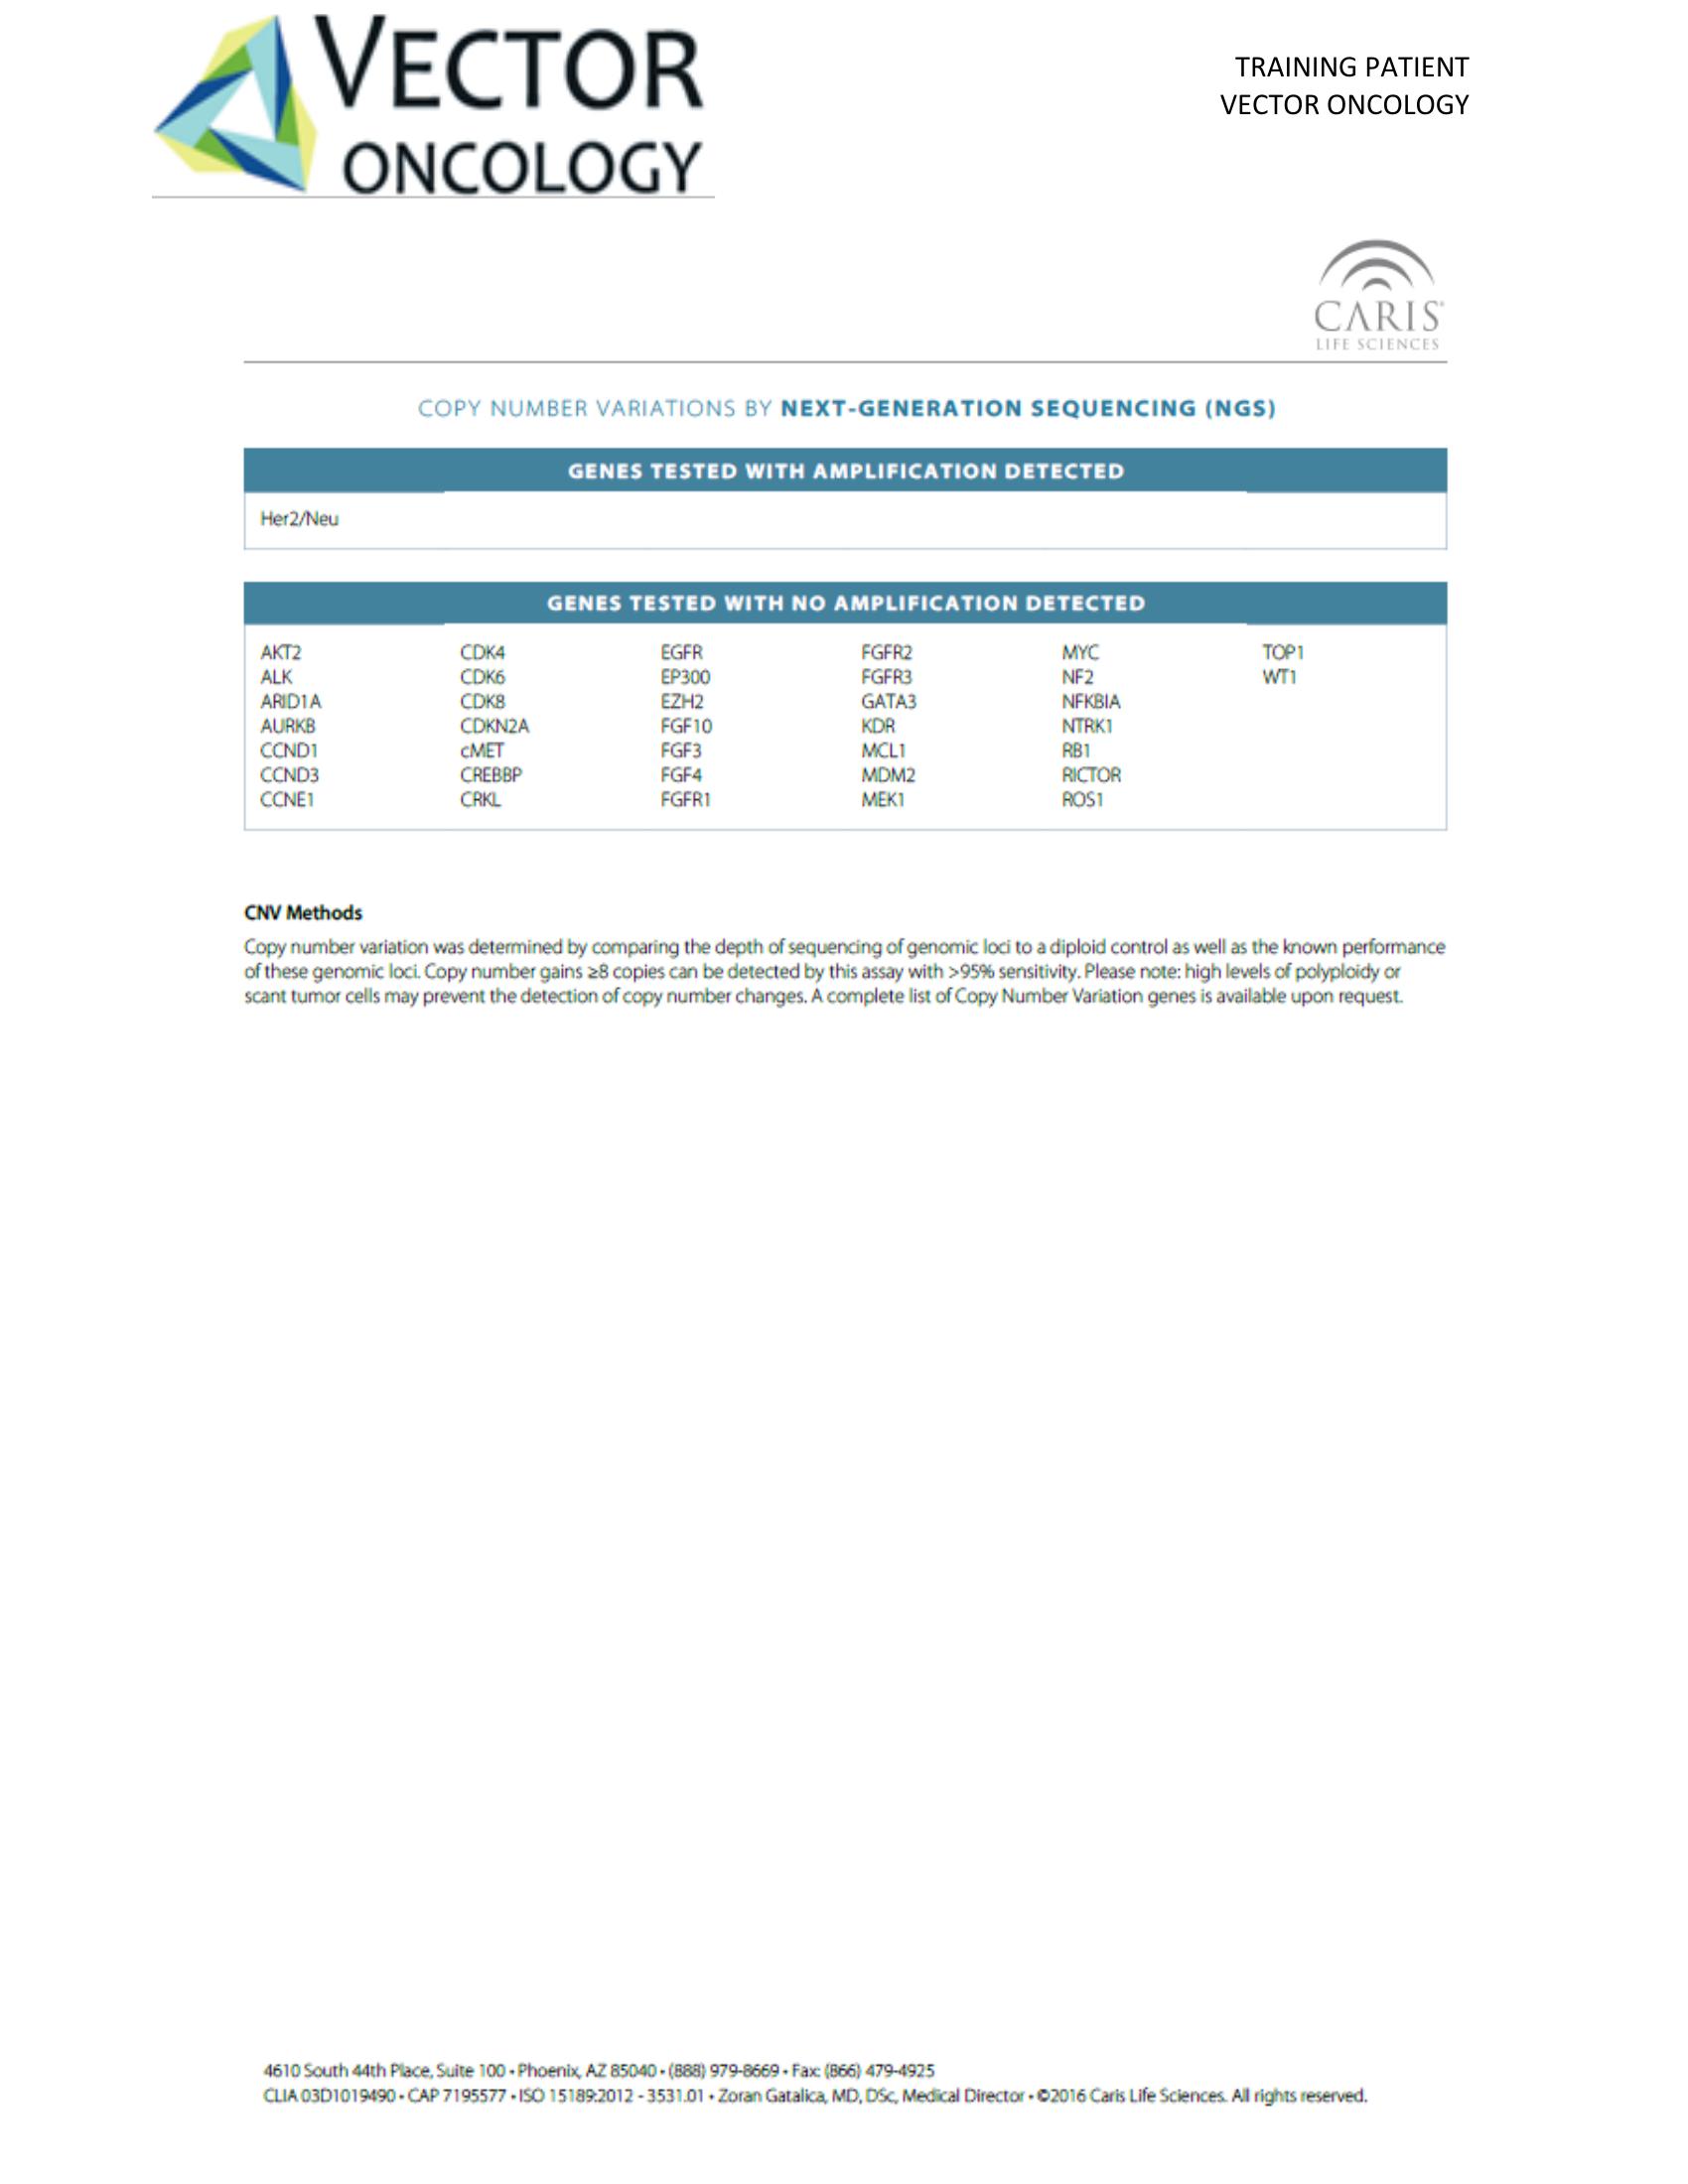 VECTOR
ONCOLOGY
TRAINING PATIENT
VECTOR ONCOLOGY
CARIS
LIFE SCIENCES
COPY NUMBER VARIATIONS BY NEXT-GENERATION SEQUENCING (NGS)
GENES TESTED WITH AMPLIFICATION DETECTED
Her2/Neu
GENES TESTED WITH NO AMPLIFICATION DETECTED
AKT2 CDK4 EGFR FGFR2 MYC TOP1
ALK CDK6 EP300 FGFR3 NF2 WT1
ARID1A CDK8 EZH2 GATA3 NFKBIA
AURKB CDKN2A FGF10 KDR NTRK1
CCND1 cMET FGF3 MCL1 RB1
CCND3 CREBBP FGF4 MDM2 RICTOR
CCNE1 CRKL FGFR1 MEK1 ROS1
CNV Methods
Copy number variation was determined by comparing the depth of sequencing of genomic loci to a diploid control as well as the known performance
of these genomic loci. Copy number gains ≥8 copies can be detected by this assay with >95% sensitivity. Please note: high levels of polyploidy or
scant tumor cells may prevent the detection of copy number changes. A complete list of Copy Number Variation genes is available upon request.
4610 South 44th Place, Suite 100 • Phoenix, AZ 85040 • (888) 979-8669 • Fax: (866) 479-4925
CLIA 03D1019490 • CAP 7195577 • ISO 15189:2012 - 3531.01 • Zoran Gatalica, MD, DSc, Medical Director • ©2016 Caris Life Sciences. All rights reserved.